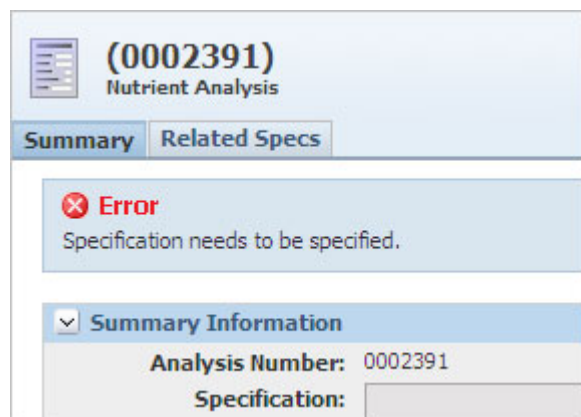 (0002391)
Nutrient Analysis
Summary Related Specs
Error
Specification needs to be specified.
Summary Information
Analysis Number: 0002391
Specification: